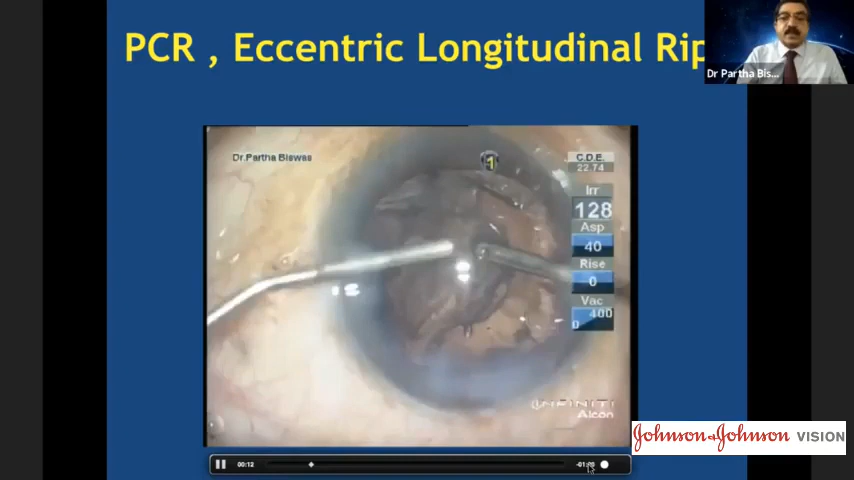 PCR , Eccentric Longitudinal Rip
Dr Partha Bis...
Dr.Partha Biswas
1
C.D.E.
22.74
Irr
128
Asp
40
Rise
0
Vac
400
0
INFINITI
Alcon
Johnson & Johnson VISION
00:12